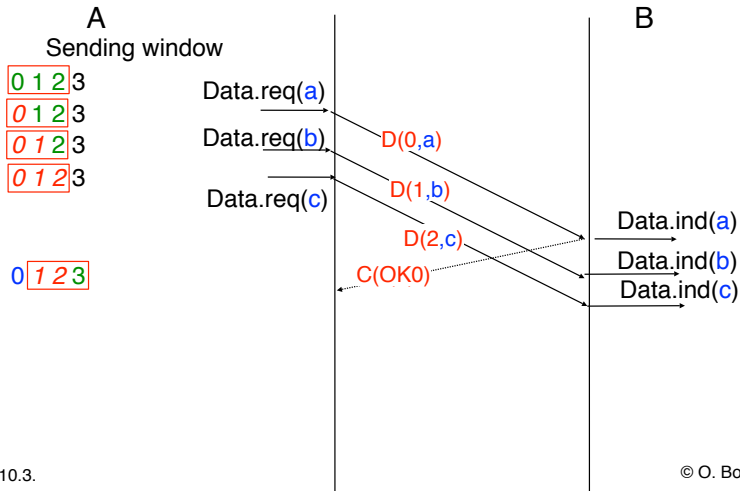 A
B
Sending window
0 1 2 3
0 1 2 3
0 1 2 3
0 1 2 3
0 1 2 3
Data.req(a)
Data.req(b)
Data.req(c)
D(0,a)
D(1,b)
D(2,c)
C(OK0)
Data.ind(a)
Data.ind(b)
Data.ind(c)
10.3.
© O. Bo